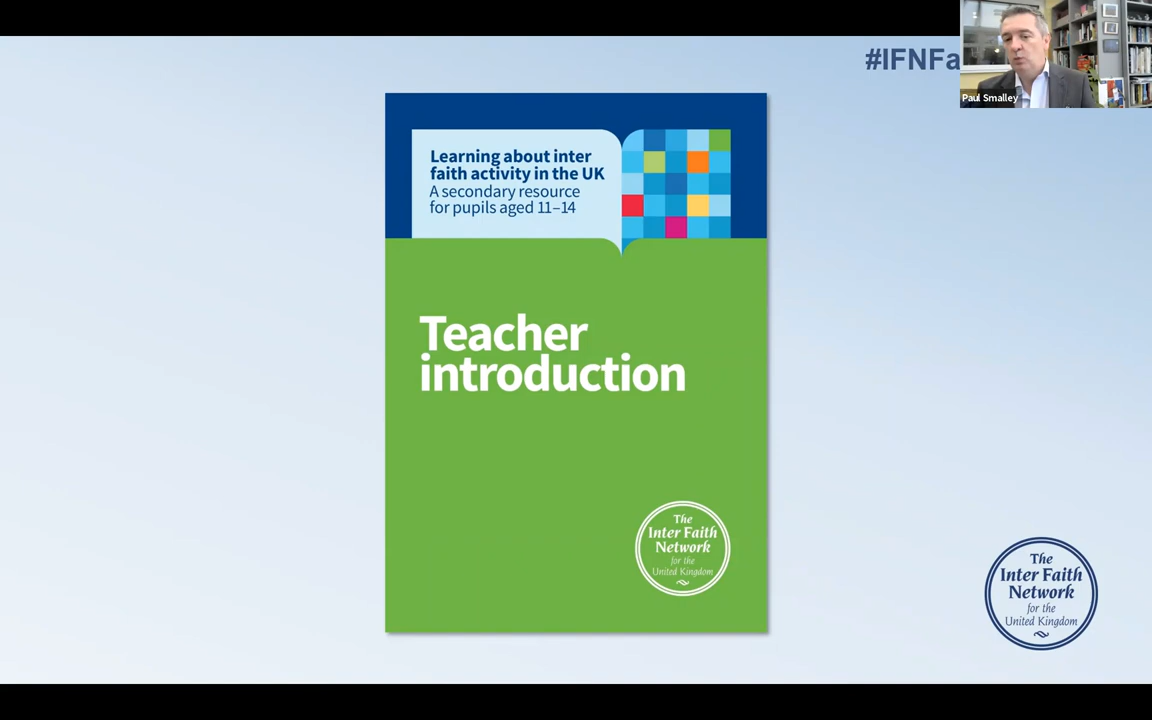 #IFNFa
Paul Smalley
Learning about inter
faith activity in the UK
A secondary resource
for pupils aged 11–14
Teacher
introduction
The
Inter Faith
Network
for the
United Kingdom
The
Inter Faith
Network
for the
United Kingdom